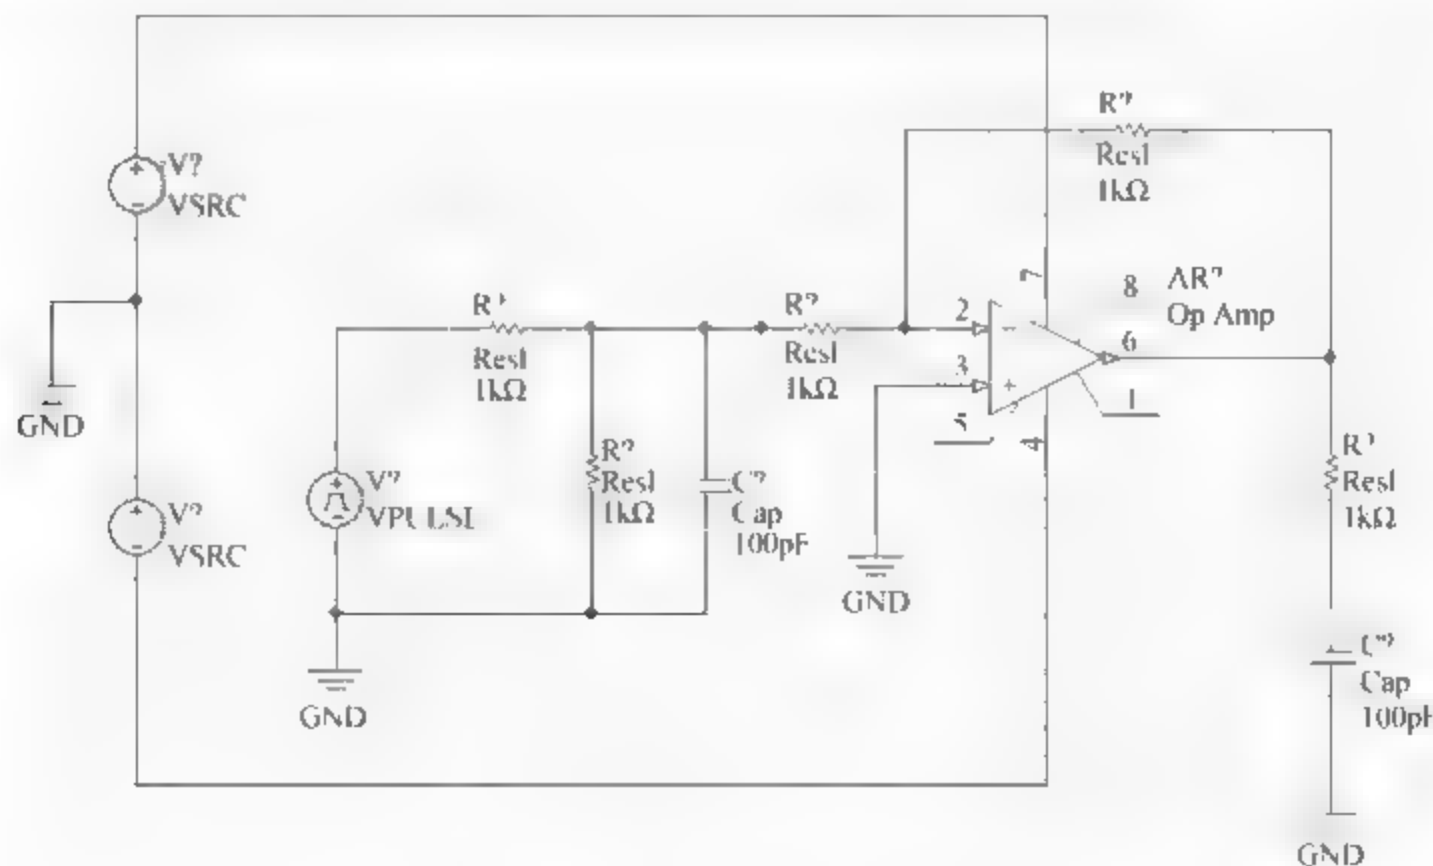 R?
Res1
1kΩ
V?
VSRC
GND
7
8
AR?
Op Amp
R?
Res1
1kΩ
R?
Res1
1kΩ
2
3
6
1
5
4
V?
VPULSE
R?
Res1
1kΩ
C?
Cap
100pF
GND
V?
VSRC
R?
Res1
1kΩ
GND
C?
Cap
100pF
GND